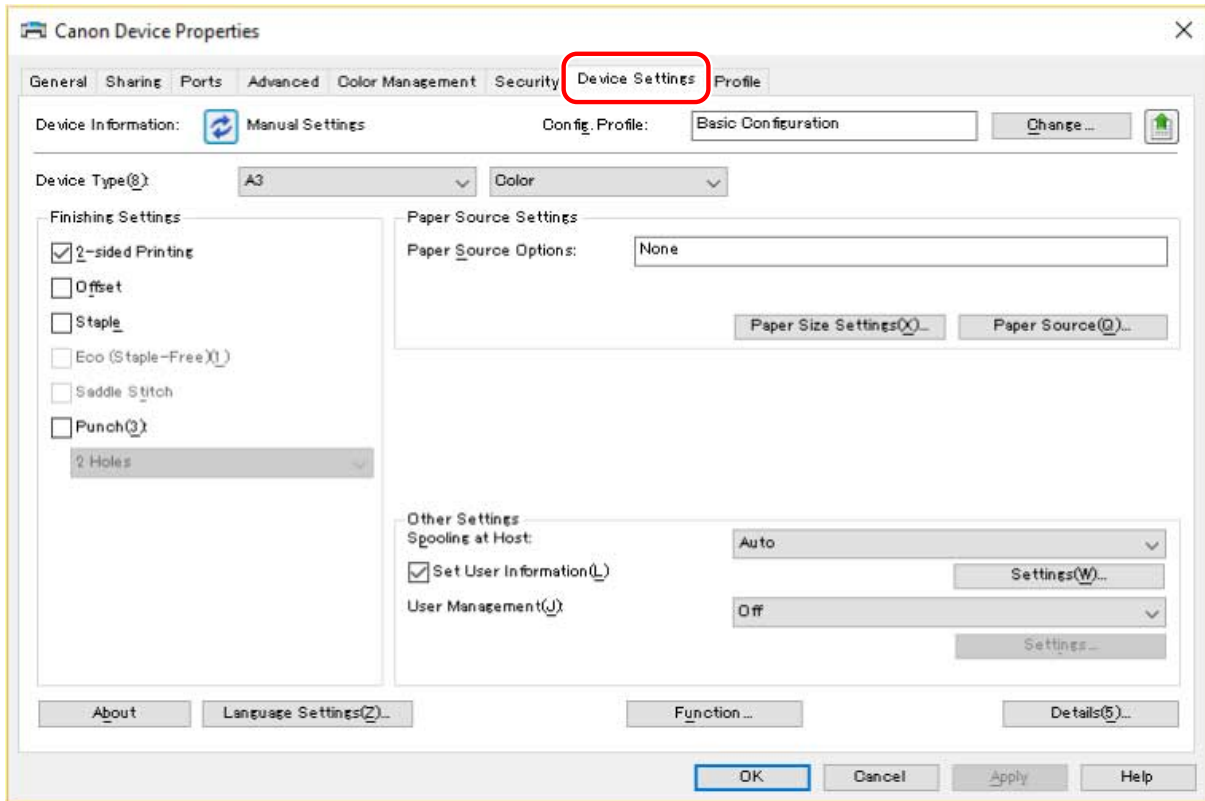 Canon Device Properties
General Sharing Ports Advanced Color Management Security Device Settings Profile
Device Information: Manual Settings Config. Profile: Basic Configuration Change...
Device Type(8): A3 Color
Finishing Settings
2-sided Printing
Offset
Staple
Eco (Staple-Free)(1)
Saddle Stitch
Punch(3):
2 Holes
Paper Source Settings
Paper Source Options: None
Paper Size Settings(X)... Paper Source(Q)...
Other Settings
Spooling at Host: Auto
Set User Information(L) Settings(W)...
User Management(J): Off
Settings...
About Language Settings(Z)... Function... Details(5)...
OK Cancel Apply Help